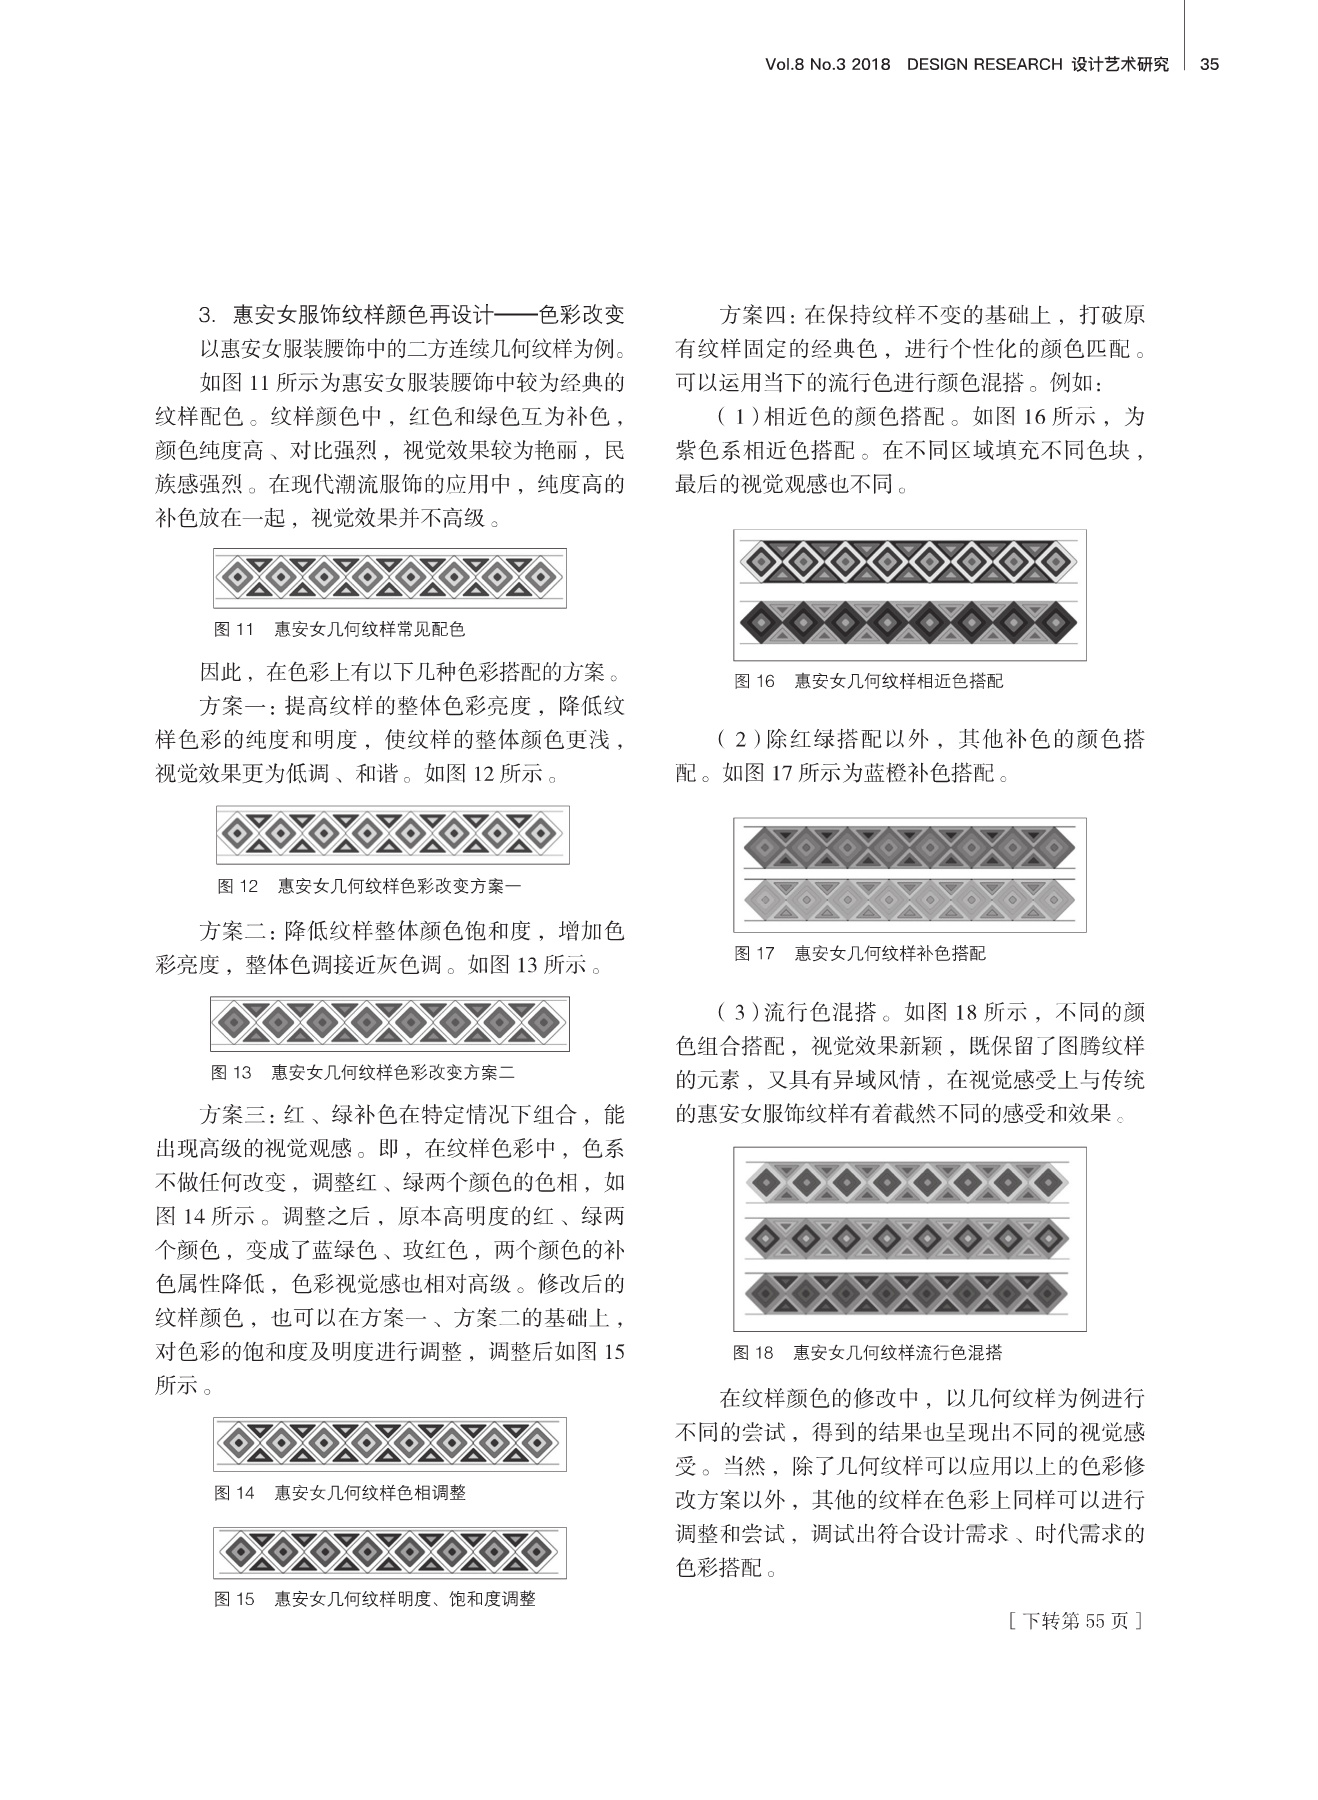 Vol.8 No.3 2018 DESIGN RESEARCH 设计艺术研究 35
3. 惠安女服饰纹样颜色再设计——色彩改变
以惠安女服装腰饰中的二方连续几何纹样为例。
如图 11 所示为惠安女服装腰饰中较为经典的
纹样配色。纹样颜色中，红色和绿色互为补色，
颜色纯度高、对比强烈，视觉效果较为艳丽，民
族感强烈。在现代潮流服饰的应用中，纯度高的
补色放在一起，视觉效果并不高级。
图 11 惠安女几何纹样常见配色
因此，在色彩上有以下几种色彩搭配的方案。
方案一：提高纹样的整体色彩亮度，降低纹
样色彩的纯度和明度，使纹样的整体颜色更浅，
视觉效果更为低调、和谐。如图 12 所示。
图 12 惠安女几何纹样色彩改变方案一
方案二：降低纹样整体颜色饱和度，增加色
彩亮度，整体色调接近灰色调。如图 13 所示。
图 13 惠安女几何纹样色彩改变方案二
方案三：红、绿补色在特定情况下组合，能
出现高级的视觉观感。即，在纹样色彩中，色系
不做任何改变，调整红、绿两个颜色的色相，如
图 14 所示。调整之后，原本高明度的红、绿两
个颜色，变成了蓝绿色、玫红色，两个颜色的补
色属性降低，色彩视觉感也相对高级。修改后的
纹样颜色，也可以在方案一、方案二的基础上，
对色彩的饱和度及明度进行调整，调整后如图 15
所示。
图 14 惠安女几何纹样色相调整
图 15 惠安女几何纹样明度、饱和度调整
方案四：在保持纹样不变的基础上，打破原
有纹样固定的经典色，进行个性化的颜色匹配。
可以运用当下的流行色进行颜色混搭。例如：
（1）相近色的颜色搭配。如图 16 所示，为
紫色系相近色搭配。在不同区域填充不同色块，
最后的视觉观感也不同。
图 16 惠安女几何纹样相近色搭配
（2）除红绿搭配以外，其他补色的颜色搭
配。如图 17 所示为蓝橙补色搭配。
图 17 惠安女几何纹样补色搭配
（3）流行色混搭。如图 18 所示，不同的颜
色组合搭配，视觉效果新颖，既保留了图腾纹样
的元素，又具有异域风情，在视觉感受上与传统
的惠安女服饰纹样有着截然不同的感受和效果。
图 18 惠安女几何纹样流行色混搭
在纹样颜色的修改中，以几何纹样为例进行
不同的尝试，得到的结果也呈现出不同的视觉感
受。当然，除了几何纹样可以应用以上的色彩修
改方案以外，其他的纹样在色彩上同样可以进行
调整和尝试，调试出符合设计需求、时代需求的
色彩搭配。
[ 下转第 55 页 ]